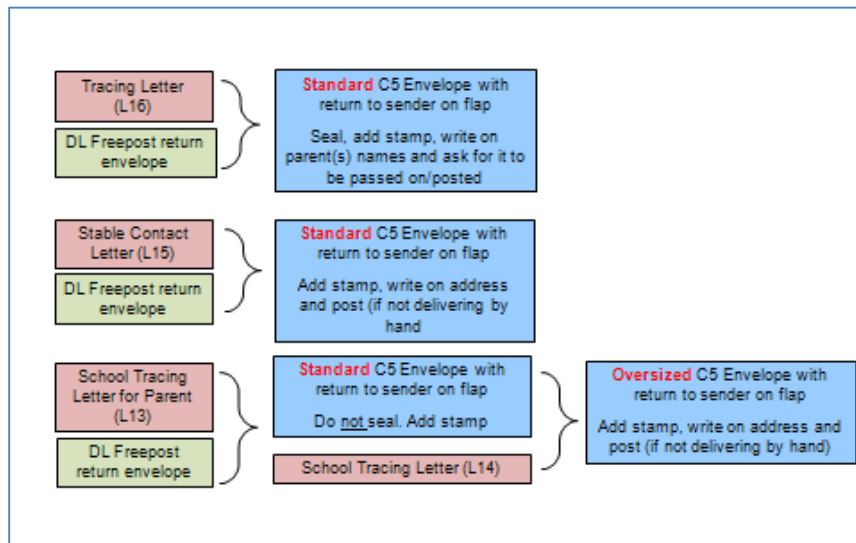 Tracing Letter
(L16)
DL Freepost return
envelope
Standard C5 Envelope with
return to sender on flap
Seal, add stamp, write on
parent(s) names and ask for it to
be passed on/posted
Stable Contact
Letter (L15)
DL Freepost return
envelope
Standard C5 Envelope with
return to sender on flap
Add stamp, write on address
and post (if not delivering by
hand
School Tracing
Letter for Parent
(L13)
DL Freepost
return envelope
Standard C5 Envelope with
return to sender on flap
Do not seal. Add stamp
School Tracing Letter (L14)
Oversized C5 Envelope with
return to sender on flap
Add stamp, write on address and
post (if not delivering by hand)